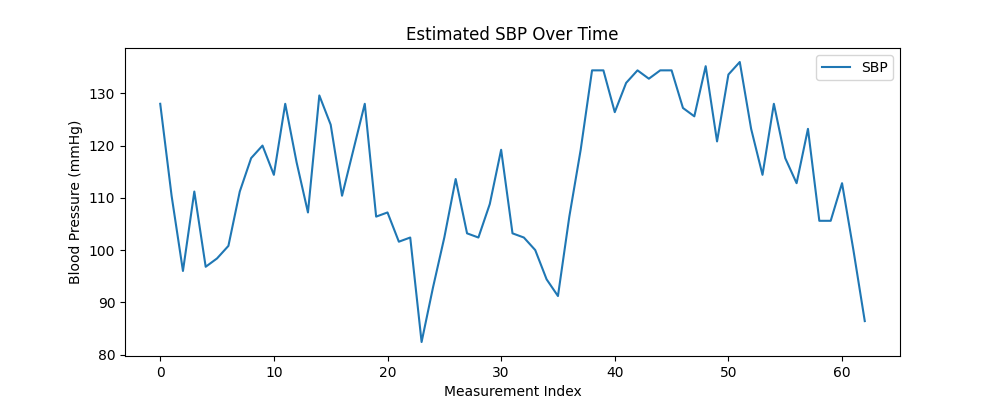 Estimated SBP Over Time
SBP
Blood Pressure (mmHg)
130
120
110
100
90
80
0 10 20 30 40 50 60
Measurement Index